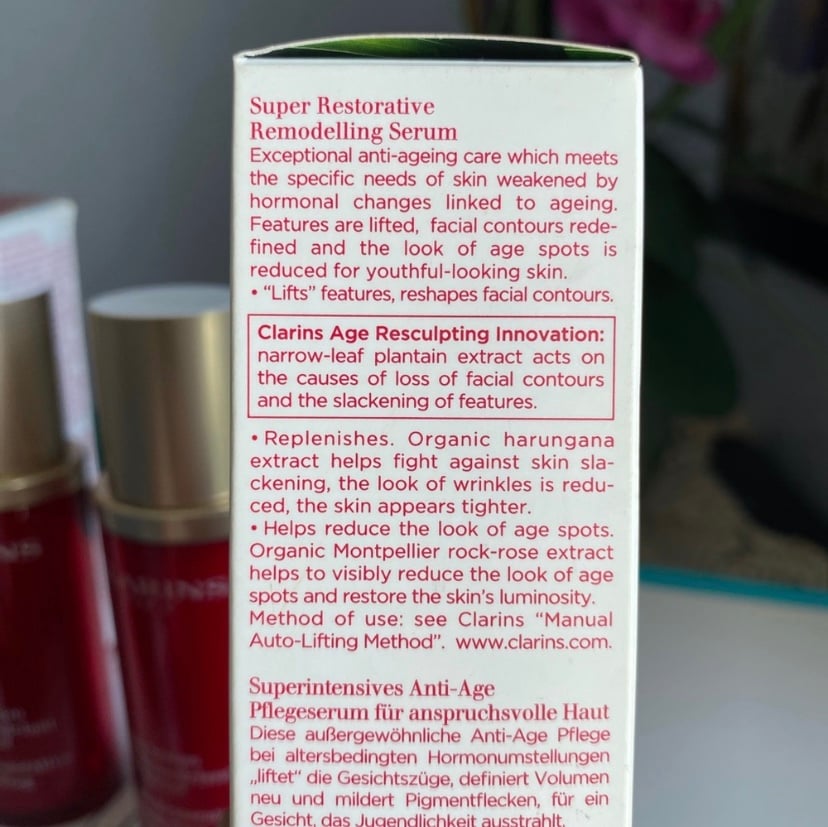 Super Restorative
Remodelling Serum
Exceptional anti-ageing care which meets
the specific needs of skin weakened by
hormonal changes linked to ageing.
Features are lifted, facial contours rede-
fined and the look of age spots is
reduced for youthful-looking skin.
• “Lifts” features, reshapes facial contours.
Clarins Age Resculpting Innovation:
narrow-leaf plantain extract acts on
the causes of loss of facial contours
and the slackening of features.
• Replenishes. Organic harungana
extract helps fight against skin sla-
ckening, the look of wrinkles is redu-
ced, the skin appears tighter.
• Helps reduce the look of age spots.
Organic Montpellier rock-rose extract
helps to visibly reduce the look of age
spots and restore the skin’s luminosity.
Method of use: see Clarins “Manual
Auto-Lifting Method”. www.clarins.com.
Superintensives Anti-Age
Pflegeserum für anspruchsvolle Haut
Diese außergewöhnliche Anti-Age Pflege
bei altersbedingten Hormonumstellungen
„liftet“ die Gesichtszüge, definiert Volumen
neu und mildert Pigmentflecken, für ein
Gesicht, das Jugendlichkeit ausstrahlt.